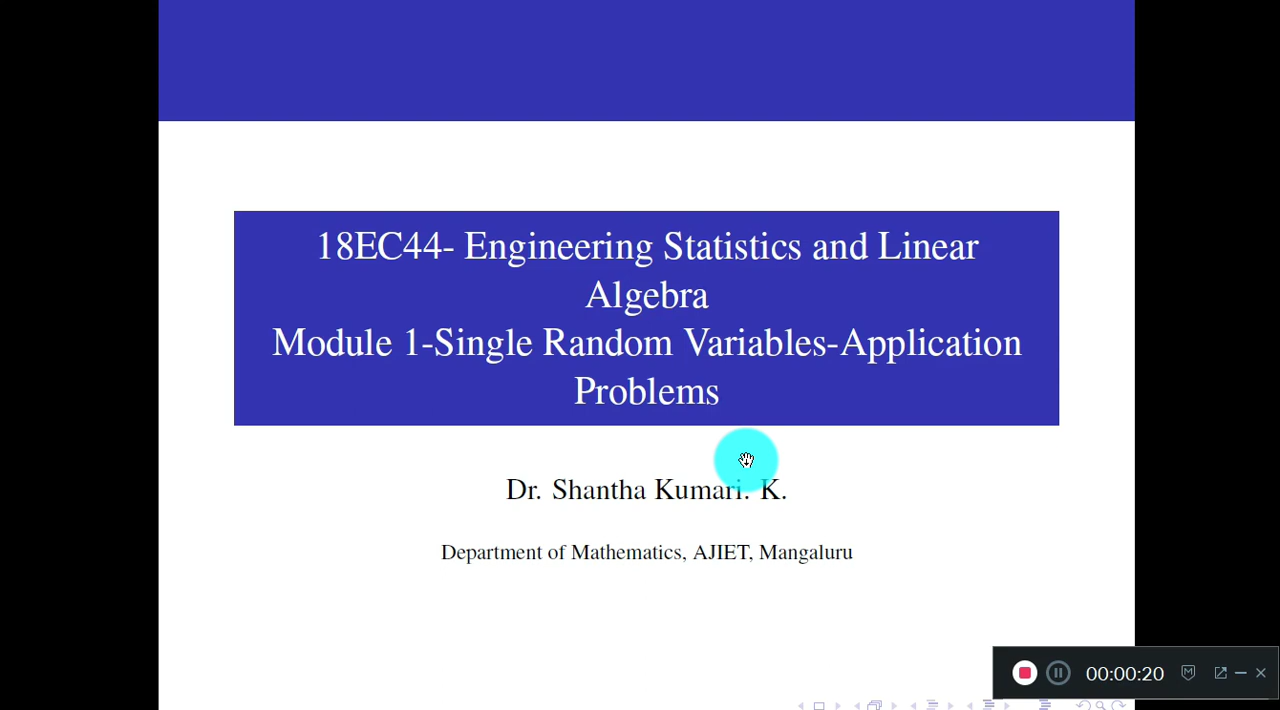 18EC44- Engineering Statistics and Linear
Algebra
Module 1-Single Random Variables-Application
Problems
Dr. Shantha Kumari. K.
Department of Mathematics, AJIET, Mangaluru
00:00:20